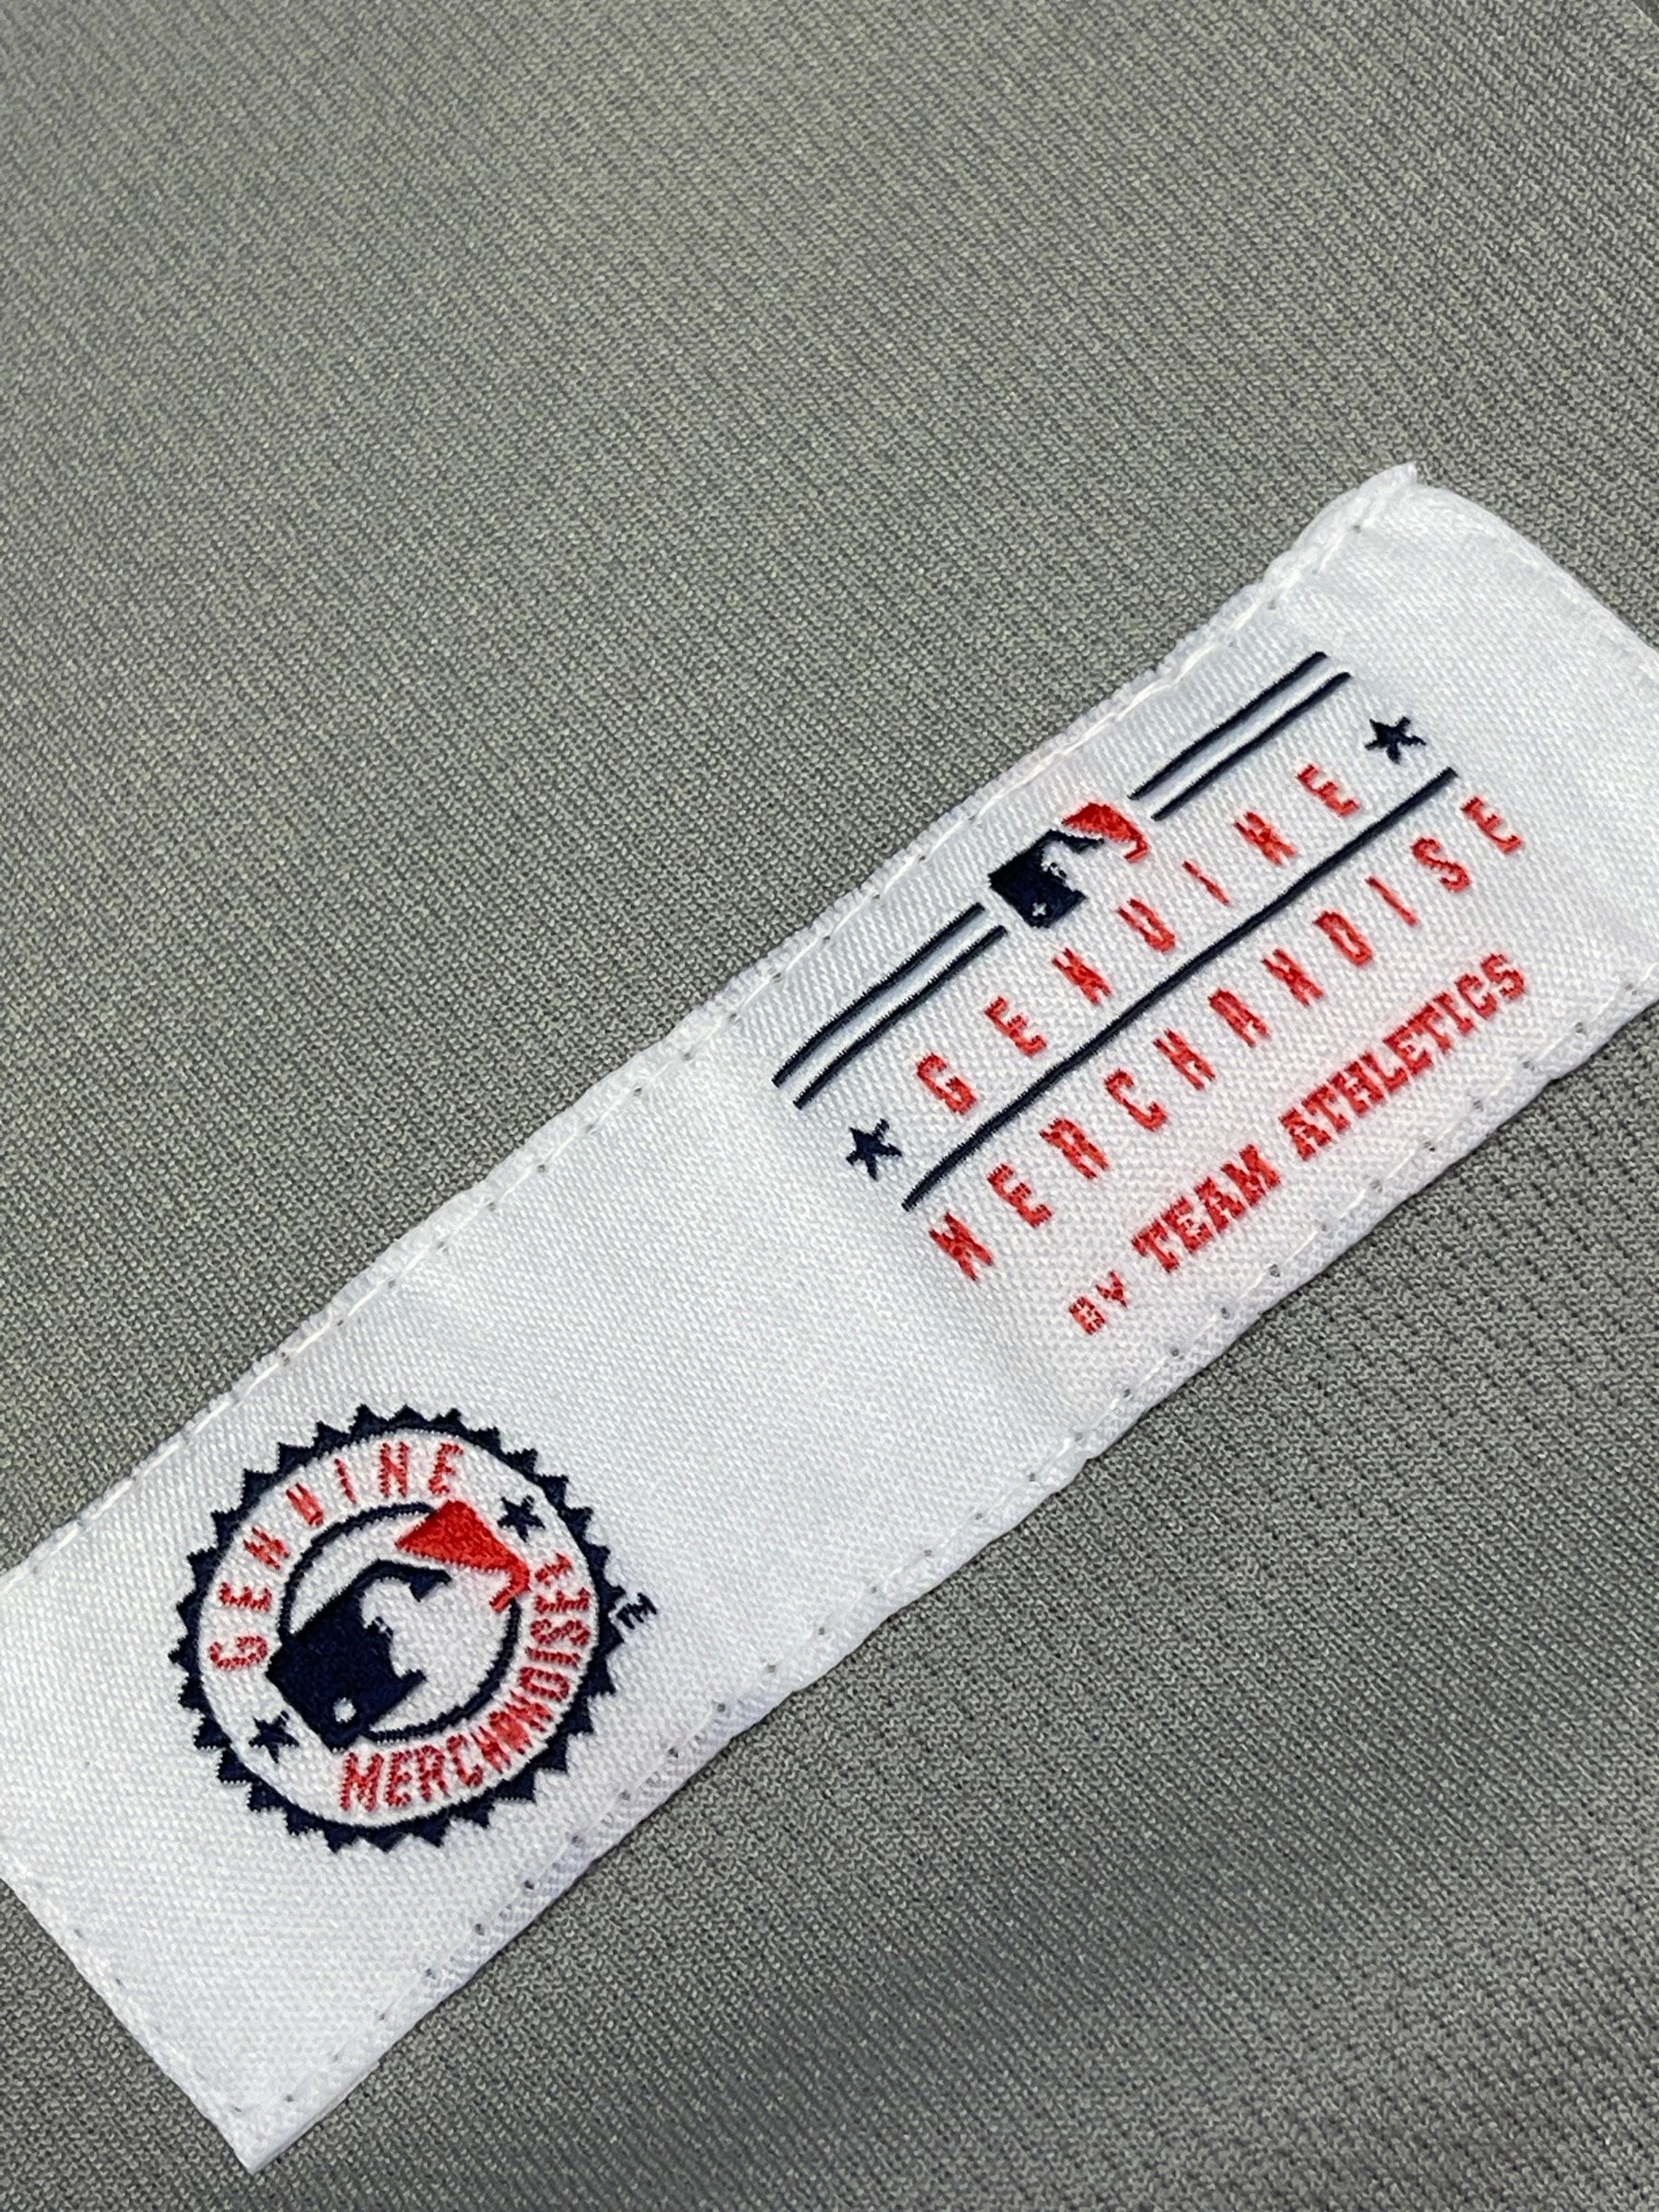 GENUINE
MERCHANDISE
BY TEAM ATHLETICS
GENUINE
MERCHANDISE